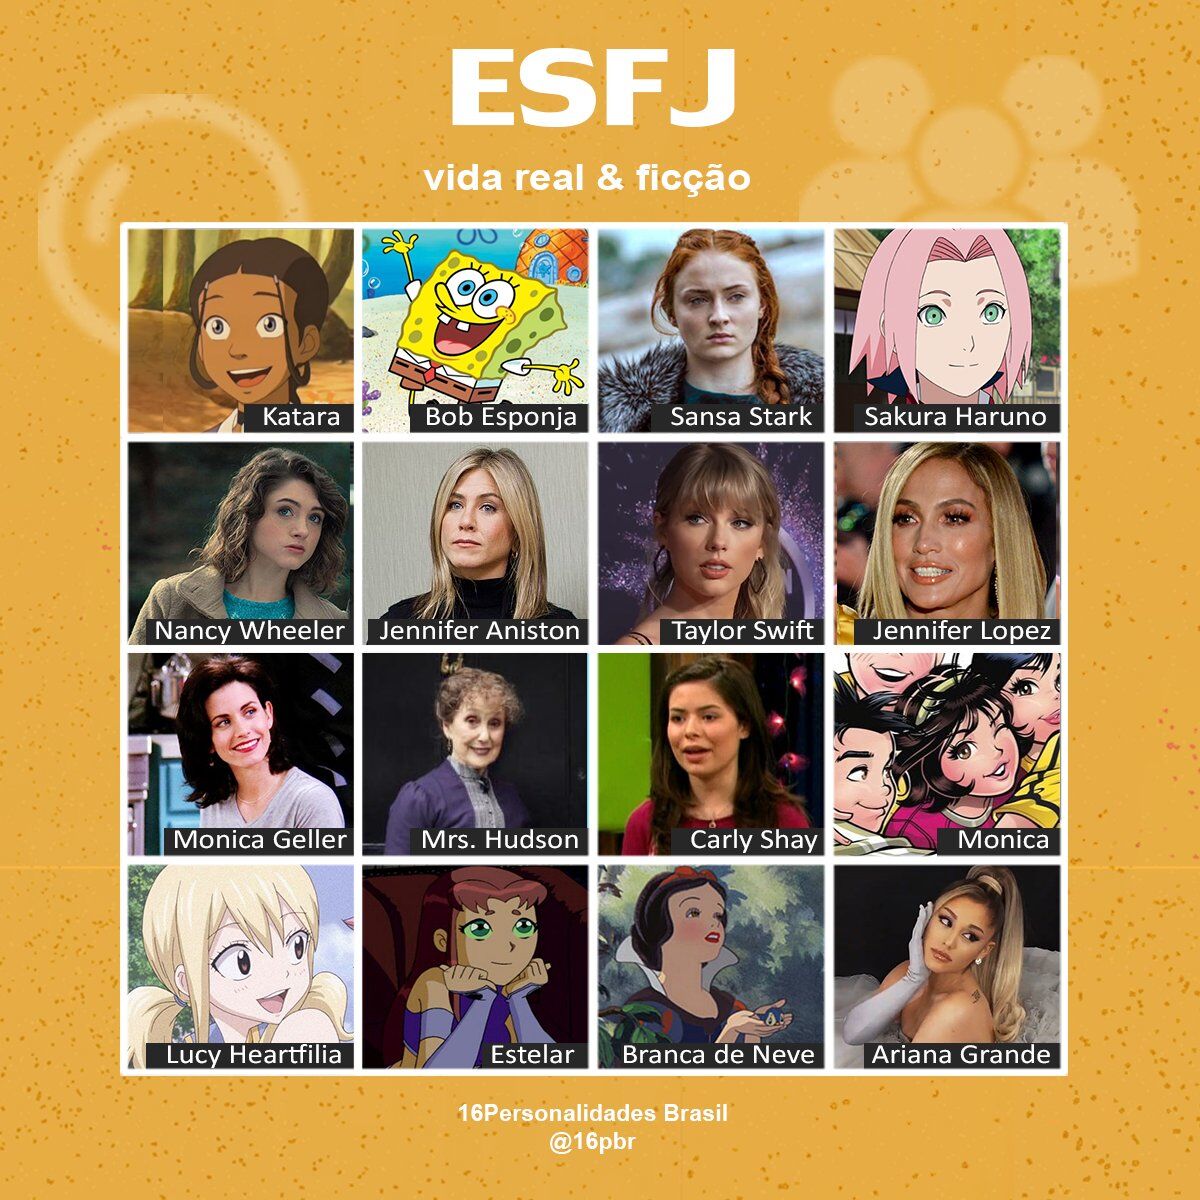 ESFJ
vida real & ficção
Katara
Bob Esponja
Sansa Stark
Sakura Haruno
Nancy Wheeler
Jennifer Aniston
Taylor Swift
Jennifer Lopez
Monica Geller
Mrs. Hudson
Carly Shay
Monica
Lucy Heartfilia
Estelar
Branca de Neve
Ariana Grande
16Personalidades Brasil
@16pbr